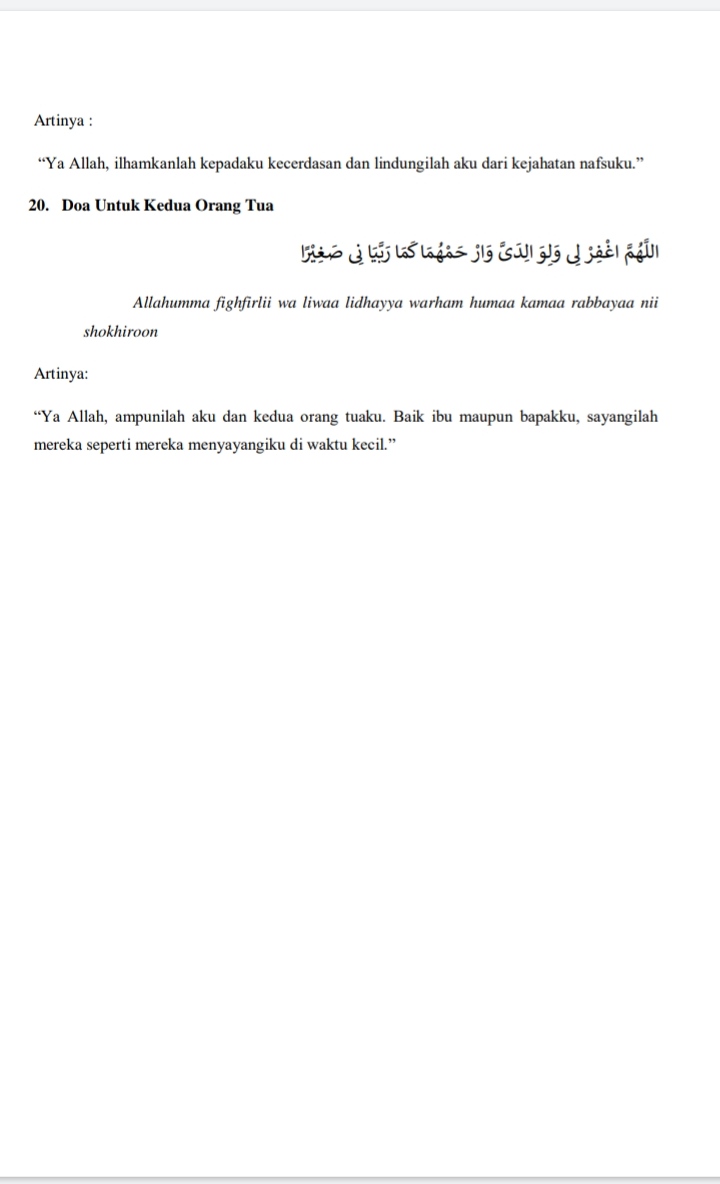 Artinya :
“Ya Allah, ilhamkanlah kepadaku kecerdasan dan lindungilah aku dari kejahatan nafsuku.”
20. Doa Untuk Kedua Orang Tua
اللَّهُمَّ اغْفِرْ لِى وَلِوَ الِدَىَّ وَارْ حَمْهُمَا كَمَا رَبَّيَا نِى صَغِيْرًا
Allahumma fighfirlii wa liwaa lidhayya warham humaa kamaa rabbayaa nii
shokhiroon
Artinya:
“Ya Allah, ampunilah aku dan kedua orang tuaku. Baik ibu maupun bapakku, sayangilah
mereka seperti mereka menyayangiku di waktu kecil.”